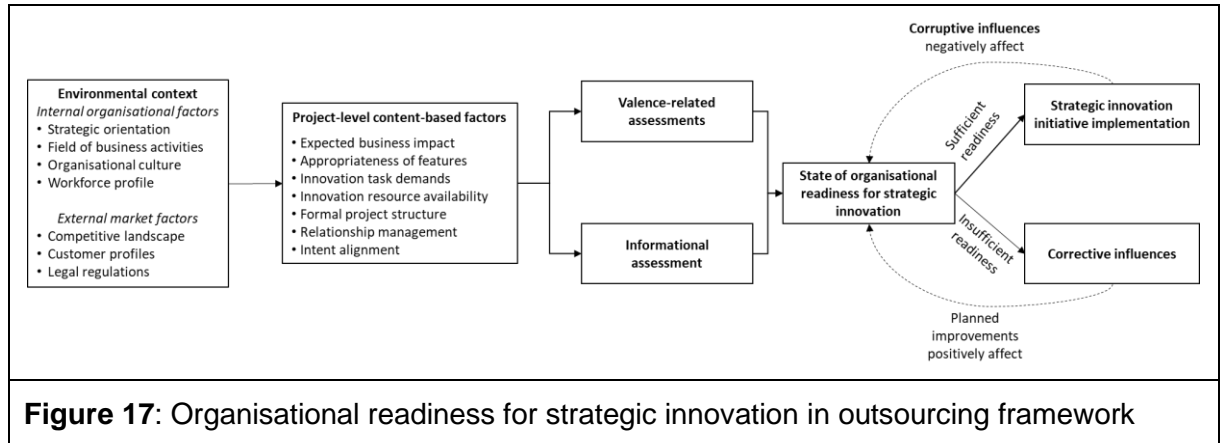 Environmental context
Internal organisational factors
• Strategic orientation
• Field of business activities
• Organisational culture
• Workforce profile
External market factors
• Competitive landscape
• Customer profiles
• Legal regulations
Project-level content-based factors
• Expected business impact
• Appropriateness of features
• Innovation task demands
• Innovation resource availability
• Formal project structure
• Relationship management
• Intent alignment
Valence-related
assessments
Informational
assessment
State of organisational
readiness for strategic
innovation
Corruptive influences
negatively affect
Sufficient
readiness
Strategic innovation
initiative implementation
Insufficient
readiness
Corrective influences
Planned
improvements
positively affect
Figure 17: Organisational readiness for strategic innovation in outsourcing framework